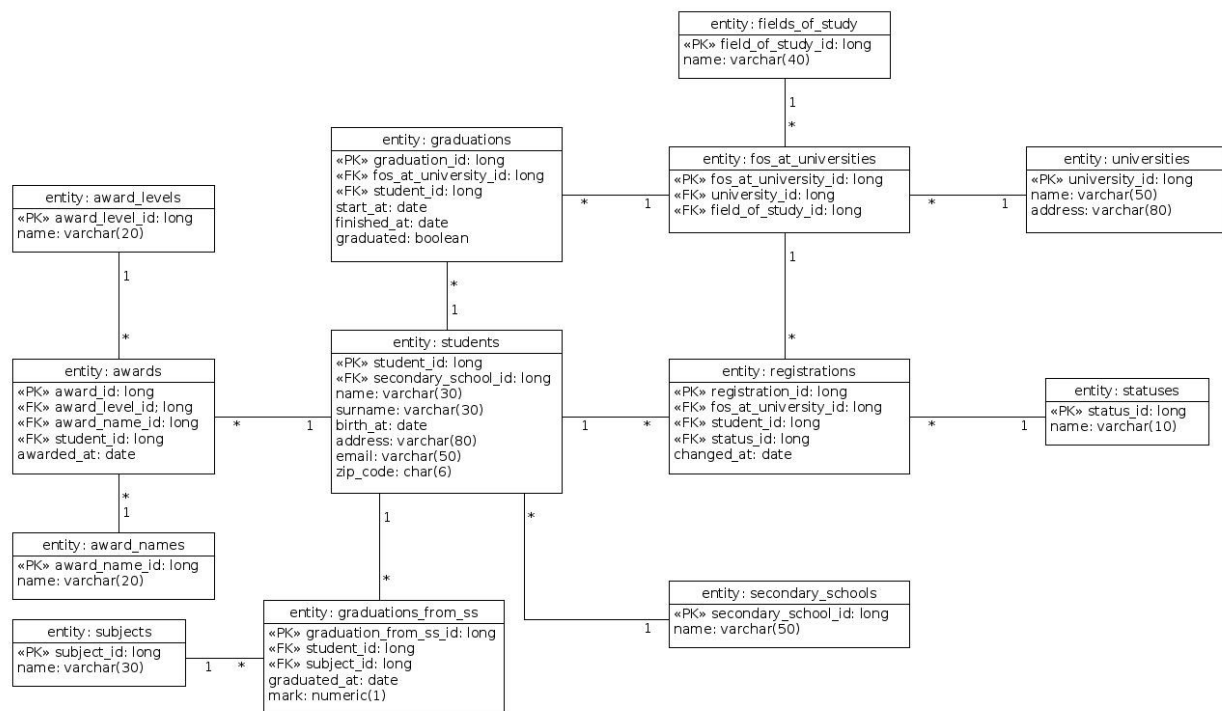 entity: fields_of_study
«PK» field_of_study_id: long
name: varchar(40)
1
*
entity: graduations
«PK» graduation_id: long
«FK» fos_at_university_id: long
«FK» student_id: long
start_at: date
finished_at: date
graduated: boolean
* 1
entity: fos_at_universities
«PK» fos_at_university_id: long
«FK» university_id: long
«FK» field_of_study_id: long
* 1
entity: universities
«PK» university_id: long
name: varchar(50)
address: varchar(80)
entity: award_levels
«PK» award_level_id: long
name: varchar(20)
1
*
*
1
1
*
entity: awards
«PK» award_id: long
«FK» award_level_id; long
«FK» award_name_id: long
«FK» student_id: long
awarded_at: date
* 1
entity: students
«PK» student_id: long
«FK» secondary_school_id: long
name: varchar(30)
surname: varchar(30)
birth_at: date
address: varchar(80)
email: varchar(50)
zip_code: char(6)
1 *
entity: registrations
«PK» registration_id: long
«FK» fos_at_university_id: long
«FK» student_id: long
«FK» status_id: long
changed_at: date
* 1
entity: statuses
«PK» status_id: long
name: varchar(10)
*
1
entity: award_names
«PK» award_name_id: long
name: varchar(20)
1
*
*
1
entity: secondary_schools
«PK» secondary_school_id: long
name: varchar(50)
entity: subjects
«PK» subject_id: long
name: varchar(30)
1 *
entity: graduations_from_ss
«PK» graduation_from_ss_id: long
«FK» student_id: long
«FK» subject_id: long
graduated_at: date
mark: numeric(1)